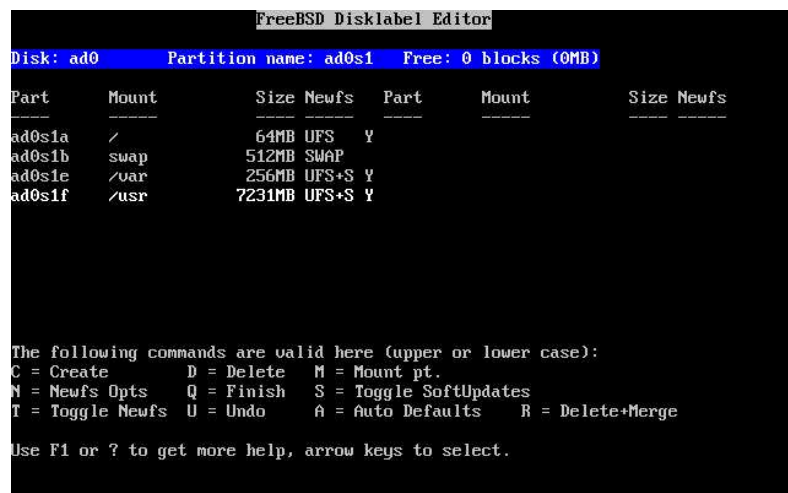 FreeBSD Disklabel Editor
Disk: ad0 Partition name: ad0s1 Free: 0 blocks (0MB)
Part Mount Size Newfs Part Mount Size Newfs
---- ----- ---- ----- ---- ----- ---- -----
ad0s1a / 64MB UFS Y
ad0s1b swap 512MB SWAP
ad0s1e /var 256MB UFS+S Y
ad0s1f /usr 7231MB UFS+S Y
The following commands are valid here (upper or lower case):
C = Create D = Delete M = Mount pt.
N = Newfs Opts Q = Finish S = Toggle SoftUpdates
T = Toggle Newfs U = Undo A = Auto Defaults R = Delete+Merge
Use F1 or ? to get more help, arrow keys to select.